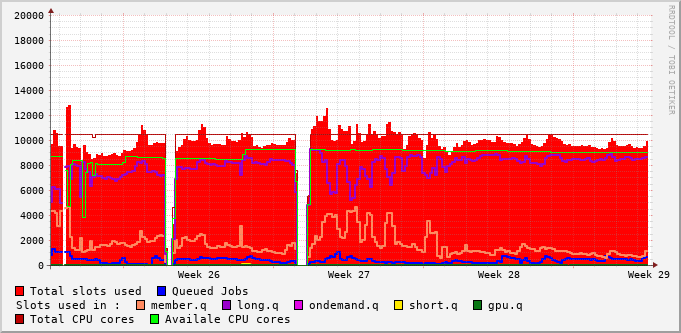 20000
18000
16000
14000
12000
10000
8000
6000
4000
2000
0
Week 26 Week 27 Week 28 Week 29
Total slots used Queued Jobs
Slots used in : member.q long.q ondemand.q short.q gpu.q
Total CPU cores Availale CPU cores
RRDTOOL / TOBI OETIKER